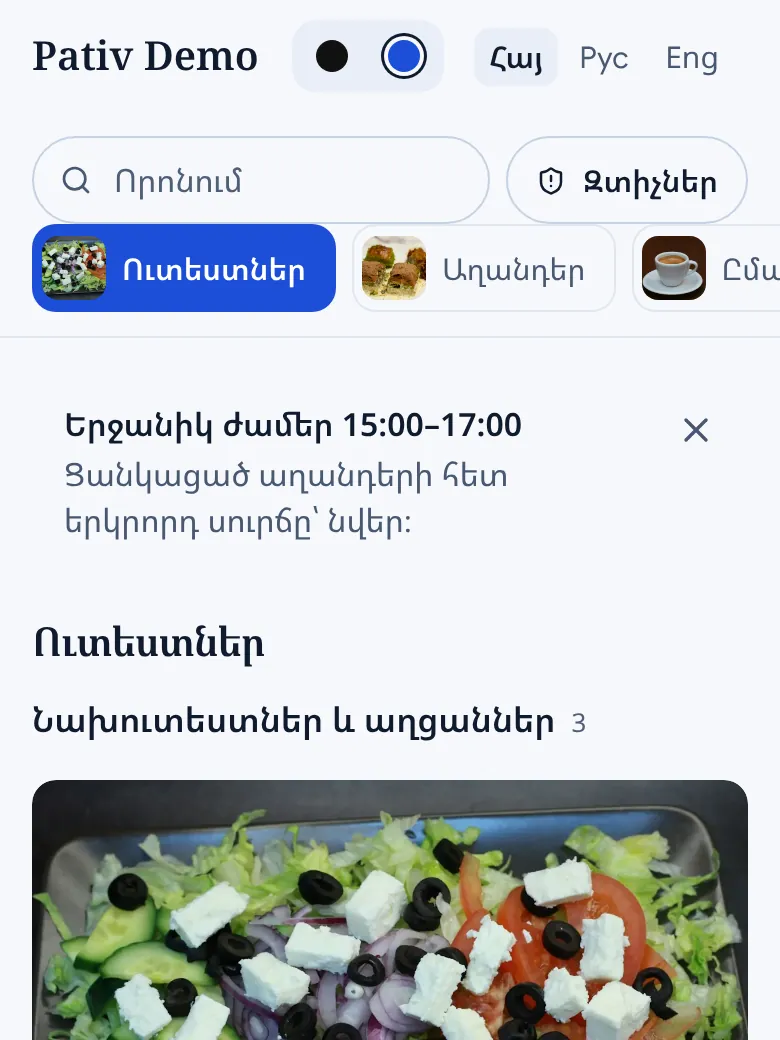 Pativ Demo
Հայ Рус Eng
Որոնում
Զտիչներ
Ուտեստներ
Աղանդեր
Ըմա
Երջանիկ ժամեր 15:00–17:00
Ցանկացած աղանդերի հետ
երկրորդ սուրճը՝ նվեր:
Ուտեստներ
Նախուտեստներ և աղցաններ 3